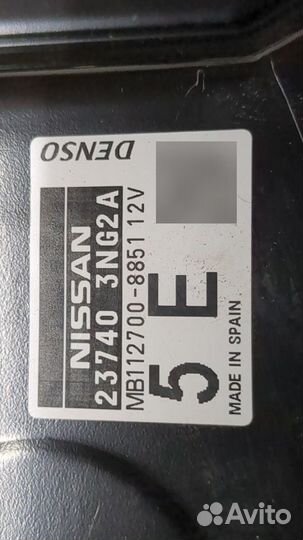 DENSO
NISSAN
23740 3NG2A
MB112700-8851 12V
5 E
MADE IN SPAIN
Avito